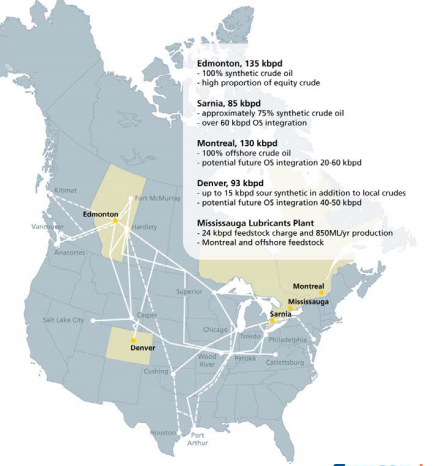 Edmonton, 135 kbpd
- 100% synthetic crude oil
- high proportion of equity crude
Sarnia, 85 kbpd
- approximately 75% synthetic crude oil
- over 60 kbpd OS integration
Montreal, 130 kbpd
- 100% offshore crude oil
- potential future OS integration 20-60 kbpd
Denver, 93 kbpd
- up to 15 kbpd sour synthetic in addition to local crudes
- potential future OS integration 40-50 kbpd
Mississauga Lubricants Plant
- 24 kbpd feedstock charge and 850ML/yr production
- Montreal and offshore feedstock
Kitimat
Fort McMurray
Edmonton
Vancouver
Hardisty
Anacortes
Montreal
Superior
Mississauga
Sarnia
Casper
Salt Lake City
Chicago
Toledo
Philadelphia
Denver
Wood River
Patoka
Catlettsburg
Cushing
Houston
Port Arthur